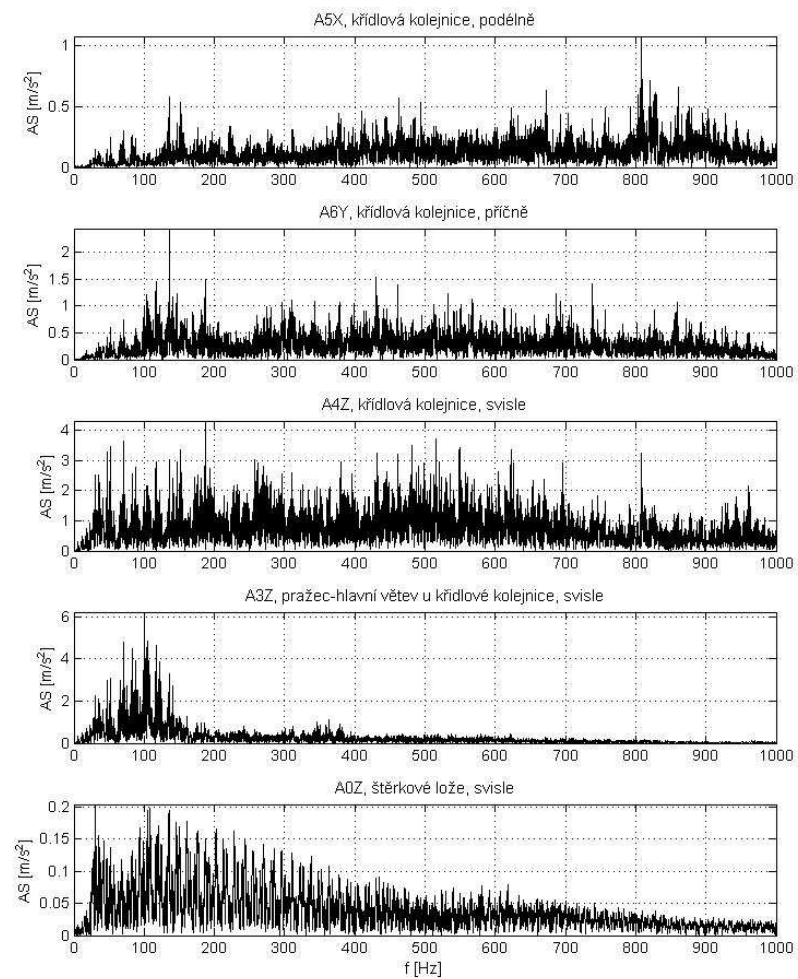 A5X, křídlová kolejnice, podélně
AS [m/s²]
1
0.5
0
0 100 200 300 400 500 600 700 800 900 1000
A6Y, křídlová kolejnice, příčně
AS [m/s²]
2
1.5
1
0.5
0
0 100 200 300 400 500 600 700 800 900 1000
A4Z, křídlová kolejnice, svisle
AS [m/s²]
4
3
2
1
0
0 100 200 300 400 500 600 700 800 900 1000
A3Z, pražec-hlavní větev u křidlové kolejnice, svisle
AS [m/s²]
6
4
2
0
0 100 200 300 400 500 600 700 800 900 1000
A0Z, štěrkové lože, svisle
AS [m/s²]
0.2
0.15
0.1
0.05
0
0 100 200 300 400 500 600 700 800 900 1000
f [Hz]